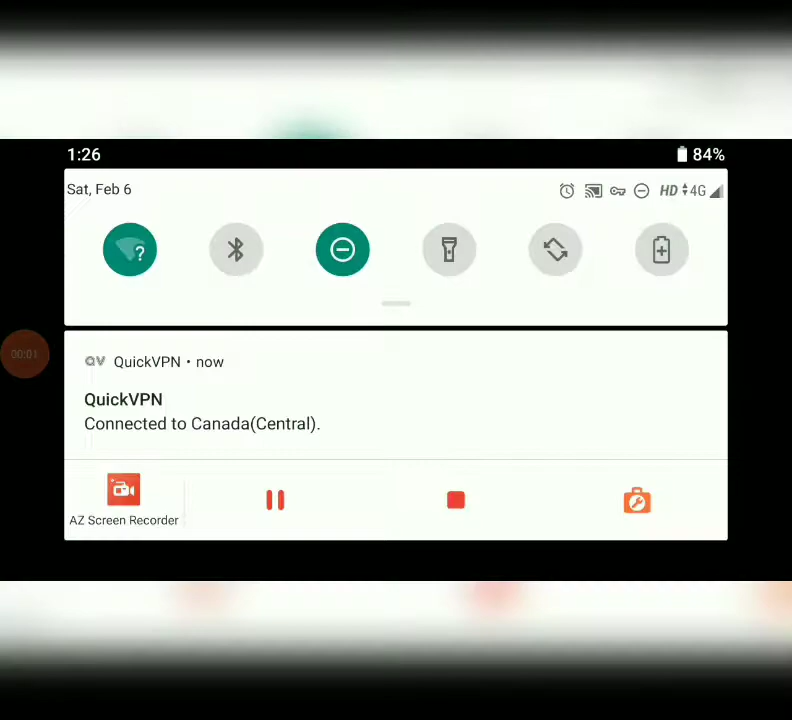 1:26 84%
Sat, Feb 6 HD 4G
00:01
QV QuickVPN • now
QuickVPN
Connected to Canada(Central).
AZ Screen Recorder